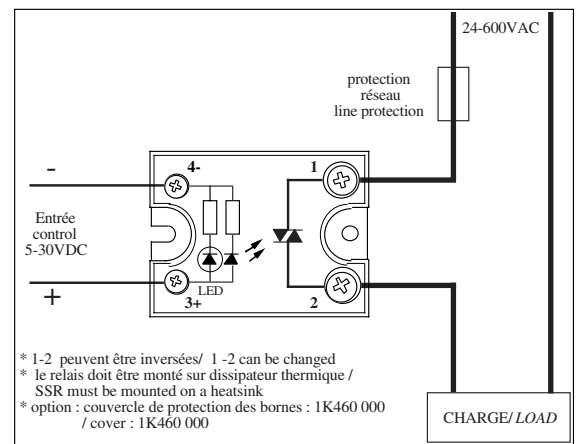 24-600VAC
protection
réseau
line protection
-
4-
1
Entrée
control
5-30VDC
+
LED
3+
2
* 1-2 peuvent être inversées/ 1 -2 can be changed
* le relais doit être monté sur dissipateur thermique /
SSR must be mounted on a heatsink
* option : couvercle de protection des bornes : 1K460 000
/ cover : 1K460 000
CHARGE/LOAD